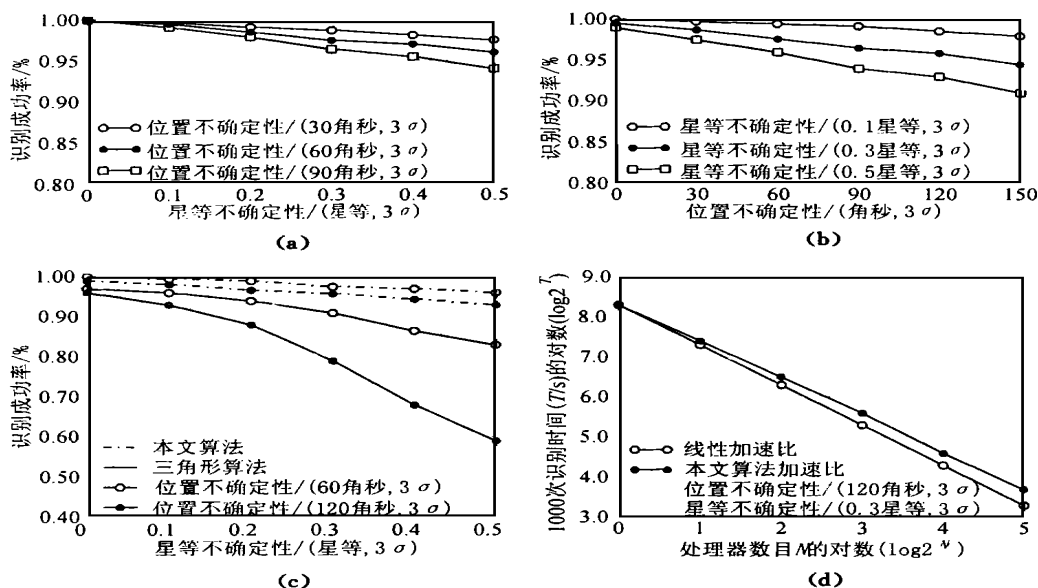 1.00
0.95
0.90
0.85
0.80
识别成功率/%
位置不确定性/(30角秒,3σ)
位置不确定性/(60角秒,3σ)
位置不确定性/(90角秒,3σ)
0 0.1 0.2 0.3 0.4 0.5
星等不确定性/(星等,3σ)
(a)
1.00
0.95
0.90
0.85
0.80
识别成功率/%
星等不确定性/(0.1星等,3σ)
星等不确定性/(0.3星等,3σ)
星等不确定性/(0.5星等,3σ)
0 30 60 90 120 150
位置不确定性/(角秒,3σ)
(b)
1.00
0.90
0.80
0.70
0.60
0.40
识别成功率/%
本文算法
三角形算法
位置不确定性/(60角秒,3σ)
位置不确定性/(120角秒,3σ)
0 0.1 0.2 0.3 0.4 0.5
星等不确定性/(星等,3σ)
(c)
9.0
8.0
7.0
6.0
5.0
4.0
3.0
1000次识别时间(T/s)的对数(log2T)
线性加速比
本文算法加速比
位置不确定性/(120角秒,3σ)
星等不确定性/(0.3星等,3σ)
0 1 2 3 4 5
处理器数目N的对数(log2N)
(d)